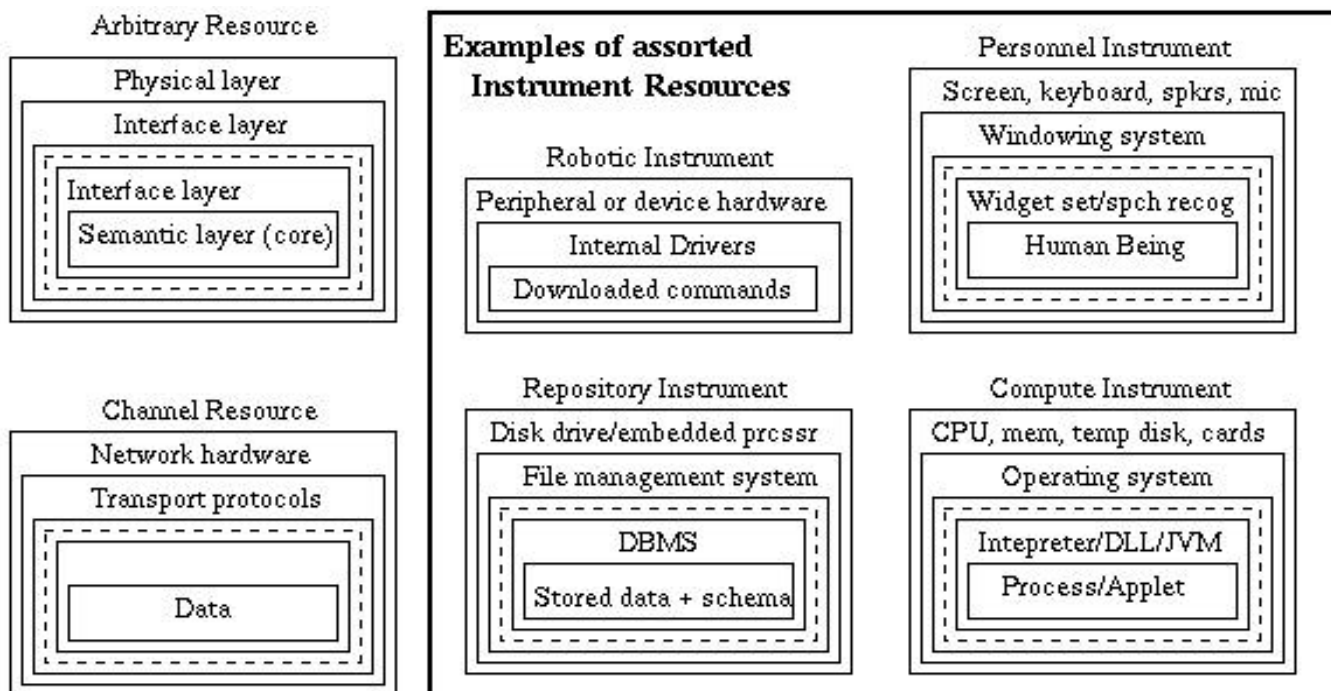 Arbitrary Resource
Physical layer
Interface layer
Interface layer
Semantic layer (core)
Channel Resource
Network hardware
Transport protocols
Data
Examples of assorted
Instrument Resources
Robotic Instrument
Peripheral or device hardware
Internal Drivers
Downloaded commands
Personnel Instrument
Screen, keyboard, spkrs, mic
Windowing system
Widget set/spch recog
Human Being
Repository Instrument
Disk drive/embedded prcssr
File management system
DBMS
Stored data + schema
Compute Instrument
CPU, mem, temp disk, cards
Operating system
Intepreter/DLL/JVM
Process/Applet